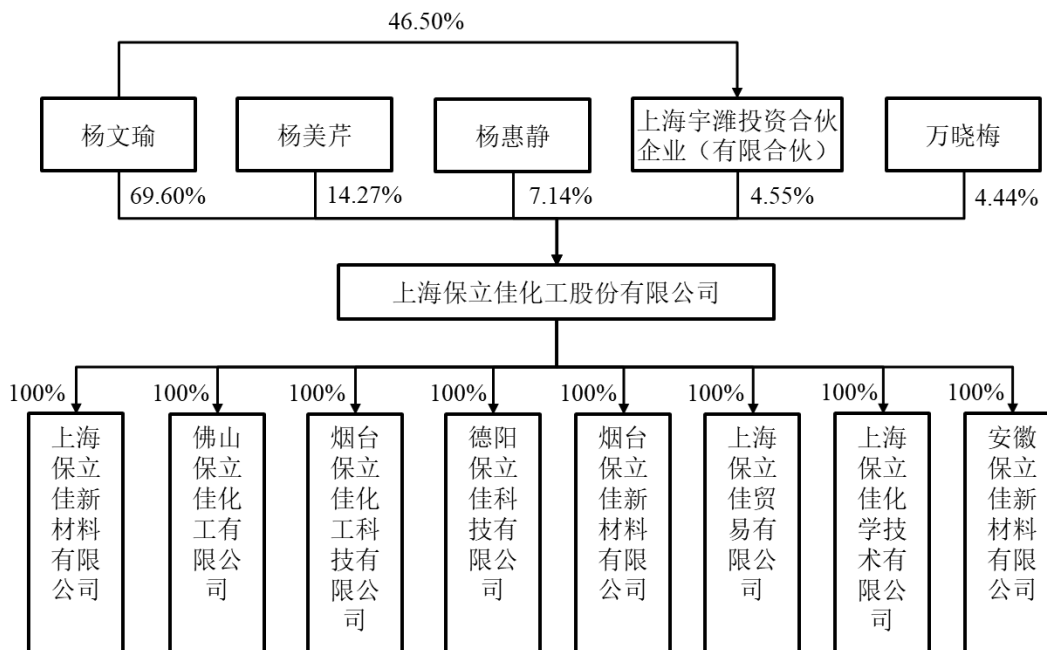 46.50%
杨文瑜
杨美芹
杨惠静
上海宇潍投资合伙
企业（有限合伙）
万晓梅
69.60%
14.27%
7.14%
4.55%
4.44%
上海保立佳化工股份有限公司
100%
100%
100%
100%
100%
100%
100%
100%
上海
保立
佳新
材料
有限
公司
佛山
保立
佳化
工有
限公
司
烟台
保立
佳化
工科
技有
限公
司
德阳
保立
佳科
技有
限公
司
烟台
保立
佳新
材料
有限
公司
上海
保立
佳贸
易有
限公
司
上海
保立
佳化
学技
术有
限公
司
安徽
保立
佳新
材料
有限
公司